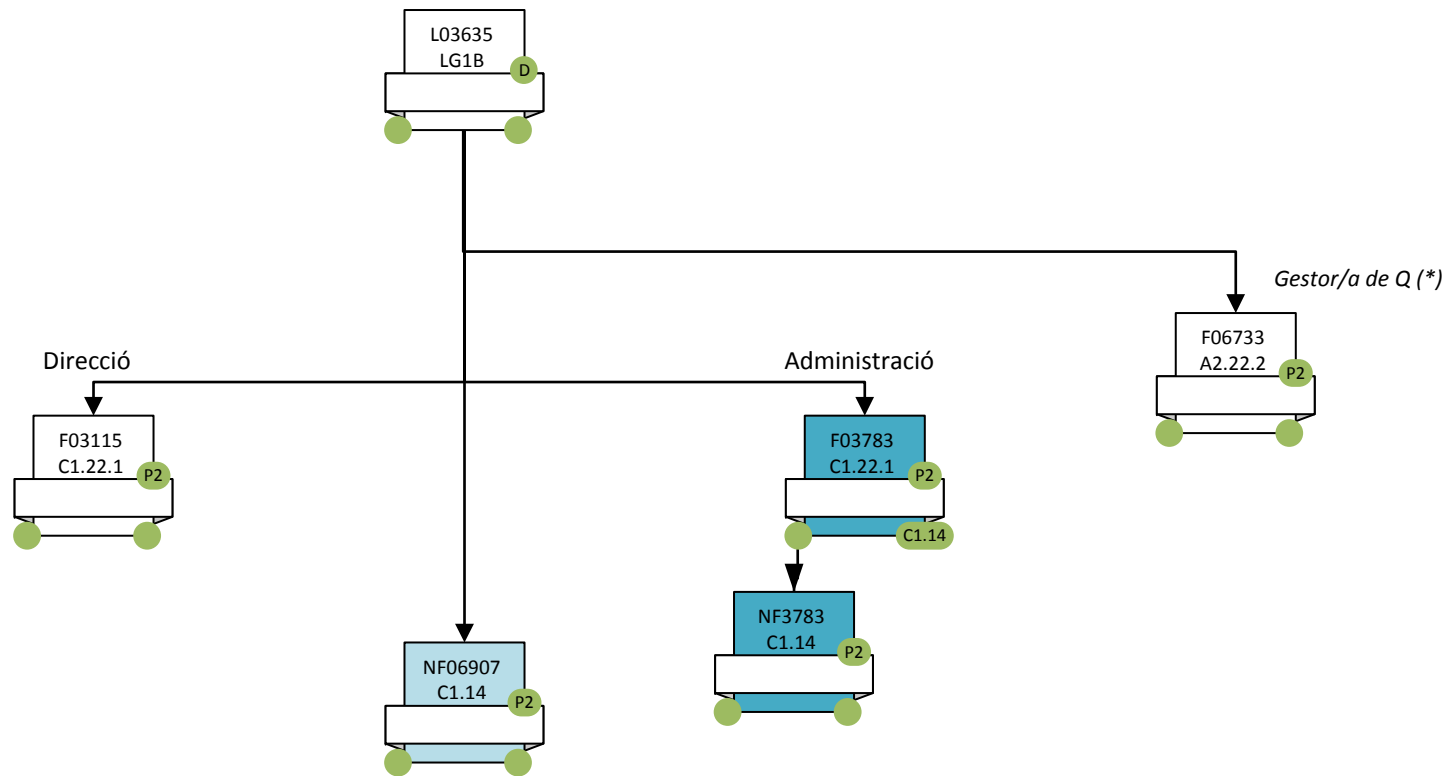 L03635
LG1B
D
Gestor/a de Q (*)
F06733
A2.22.2
P2
Direcció
Administració
F03115
C1.22.1
P2
F03783
C1.22.1
P2
C1.14
NF3783
C1.14
P2
NF06907
C1.14
P2